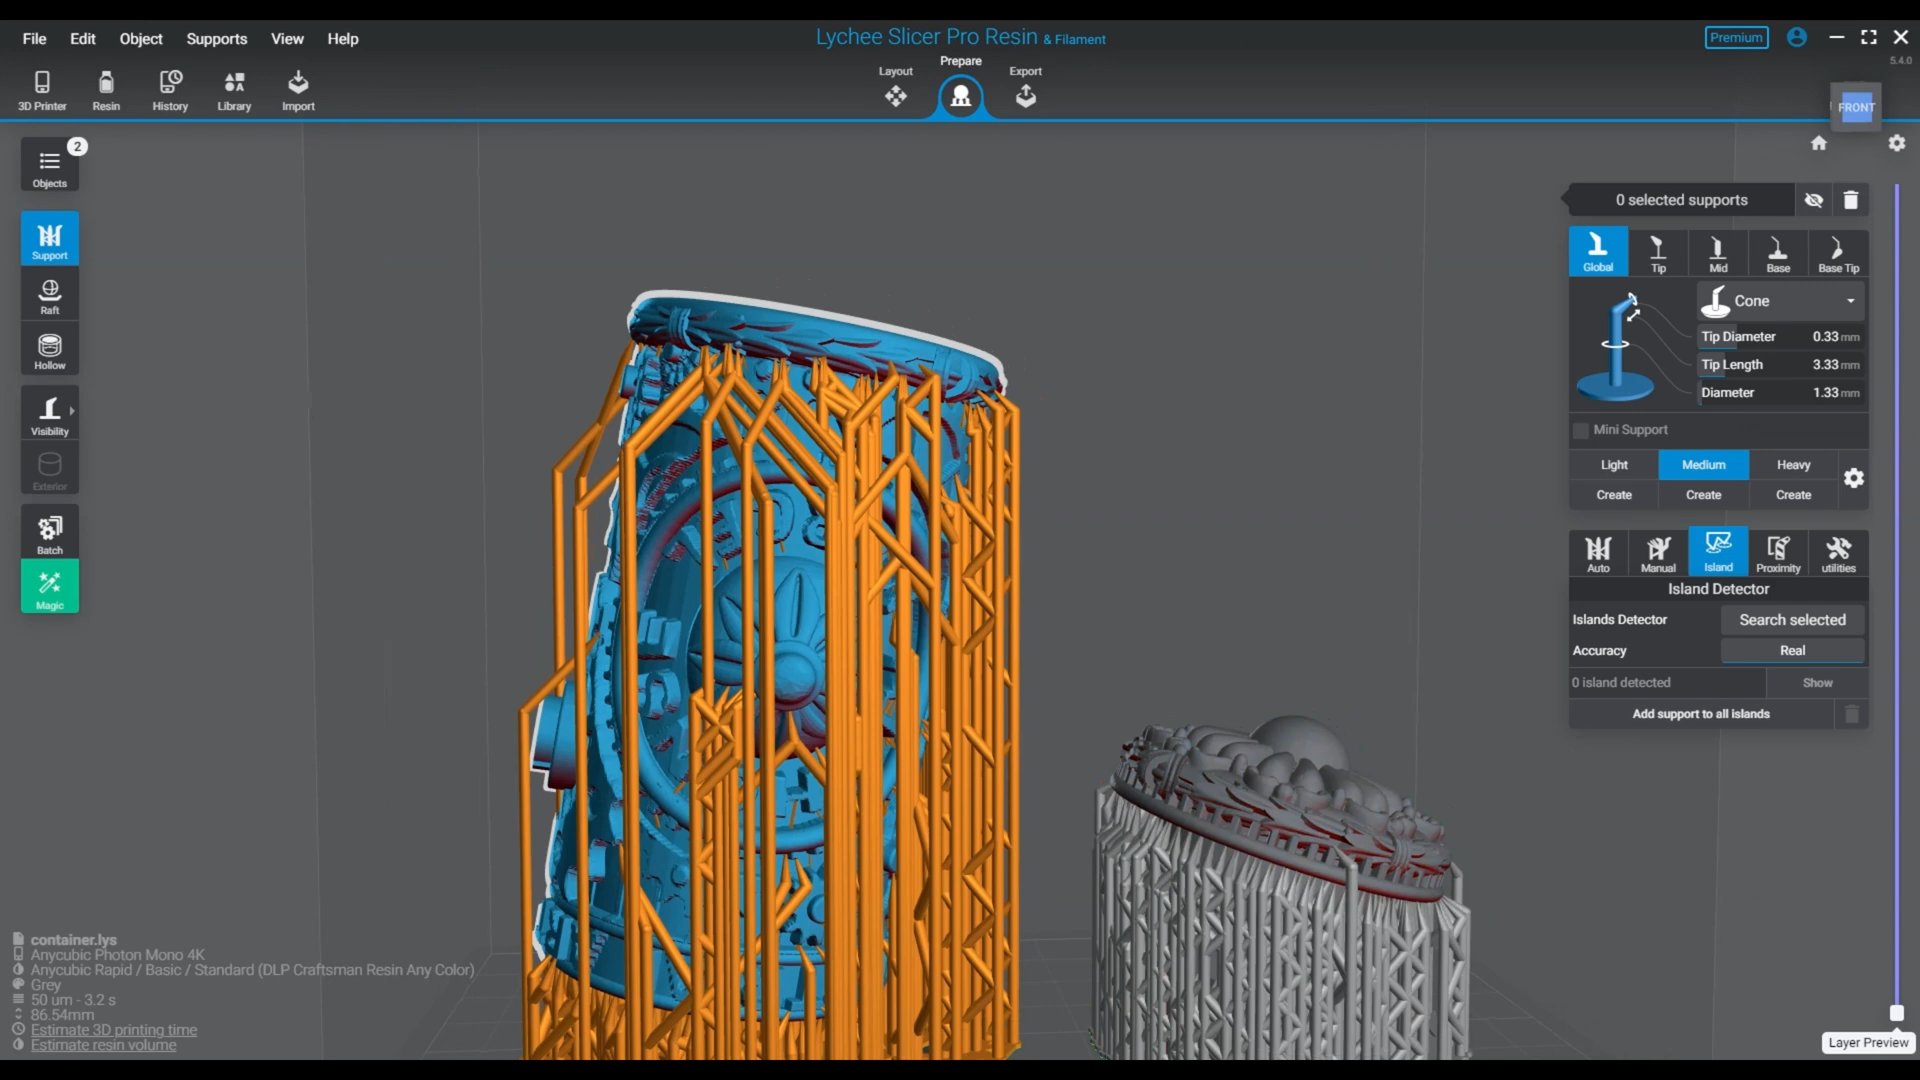 File Edit Object Supports View Help
Lychee Slicer Pro Resin & Filament
Premium
5.4.0
3D Printer Resin History Library Import
Layout Prepare Export
FRONT
2
Objects
Support
Raft
Hollow
Visibility
Exterior
Batch
Magic
0 selected supports
Global Tip Mid Base Base Tip
Cone
Tip Diameter 0.33 mm
Tip Length 3.33 mm
Diameter 1.33 mm
Mini Support
Light Medium Heavy
Create Create Create
Auto Manual Island Proximity utilities
Island Detector
Islands Detector Search selected
Accuracy Real
0 island detected Show
Add support to all islands
container.lys
Anycubic Photon Mono 4K
Anycubic Rapid / Basic / Standard (DLP Craftsman Resin Any Color)
Grey
50 um - 3.2 s
86.54mm
Estimate 3D printing time
Estimate resin volume
Layer Preview